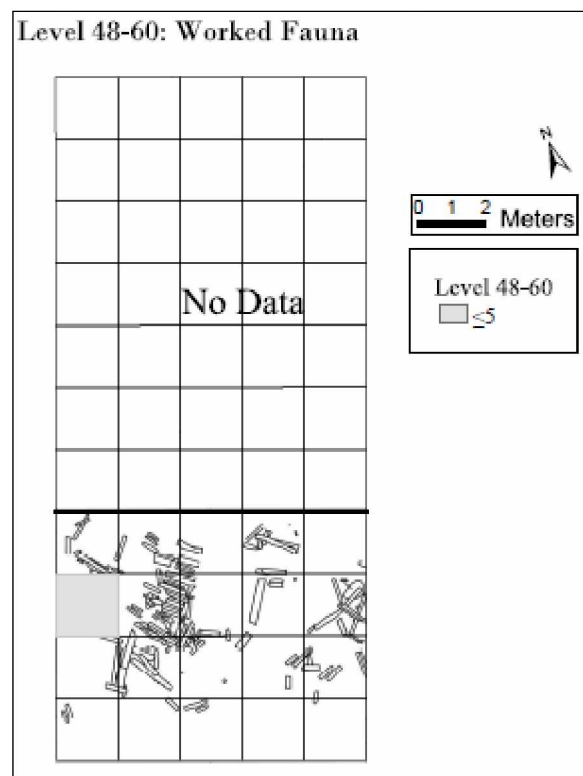 Level 48-60: Worked Fauna
N
0 1 2
Meters
No Data
Level 48-60
≤5